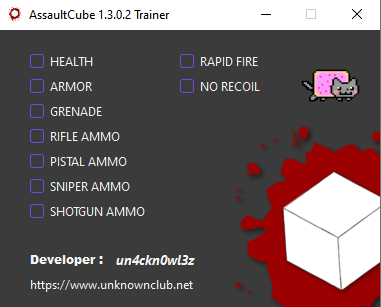 AssaultCube 1.3.0.2 Trainer
HEALTH
RAPID FIRE
ARMOR
NO RECOIL
GRENADE
RIFLE AMMO
PISTAL AMMO
SNIPER AMMO
SHOTGUN AMMO
Developer : un4ckn0wl3z
https://www.unknownclub.net